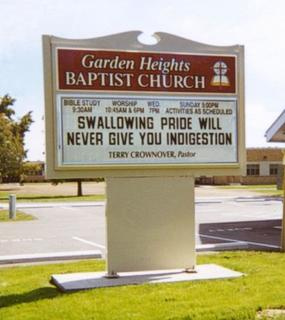 Garden Heights
BAPTIST CHURCH
BIBLE STUDY WORSHIP WED. SUNDAY 5:00PM
9:30AM 10:45AM & 6PM 7PM ACTIVITIES AS SCHEDULED
SWALLOWING PRIDE WILL
NEVER GIVE YOU INDIGESTION
TERRY CROWNOVER, Pastor